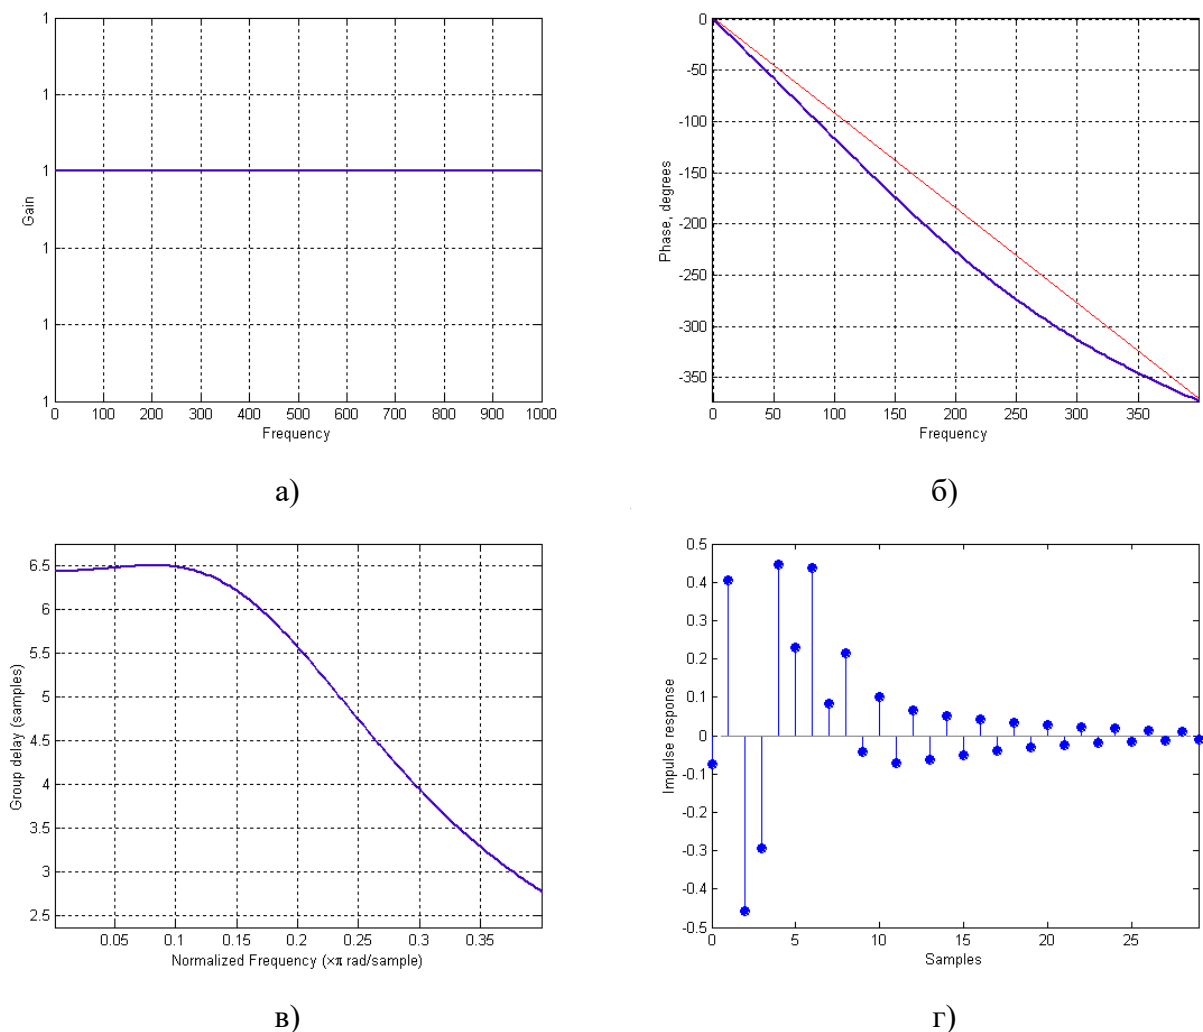 1
1
1
1
1
1
Gain
0 100 200 300 400 500 600 700 800 900 1000
Frequency
а)
0
-50
-100
-150
-200
-250
-300
-350
Phase, degrees
0 50 100 150 200 250 300 350
Frequency
б)
6.5
6
5.5
5
4.5
4
3.5
3
2.5
Group delay (samples)
0.05 0.1 0.15 0.2 0.25 0.3 0.35
Normalized Frequency (×π rad/sample)
в)
0.5
0.4
0.3
0.2
0.1
0
-0.1
-0.2
-0.3
-0.4
-0.5
Impulse response
0 5 10 15 20 25
Samples
г)